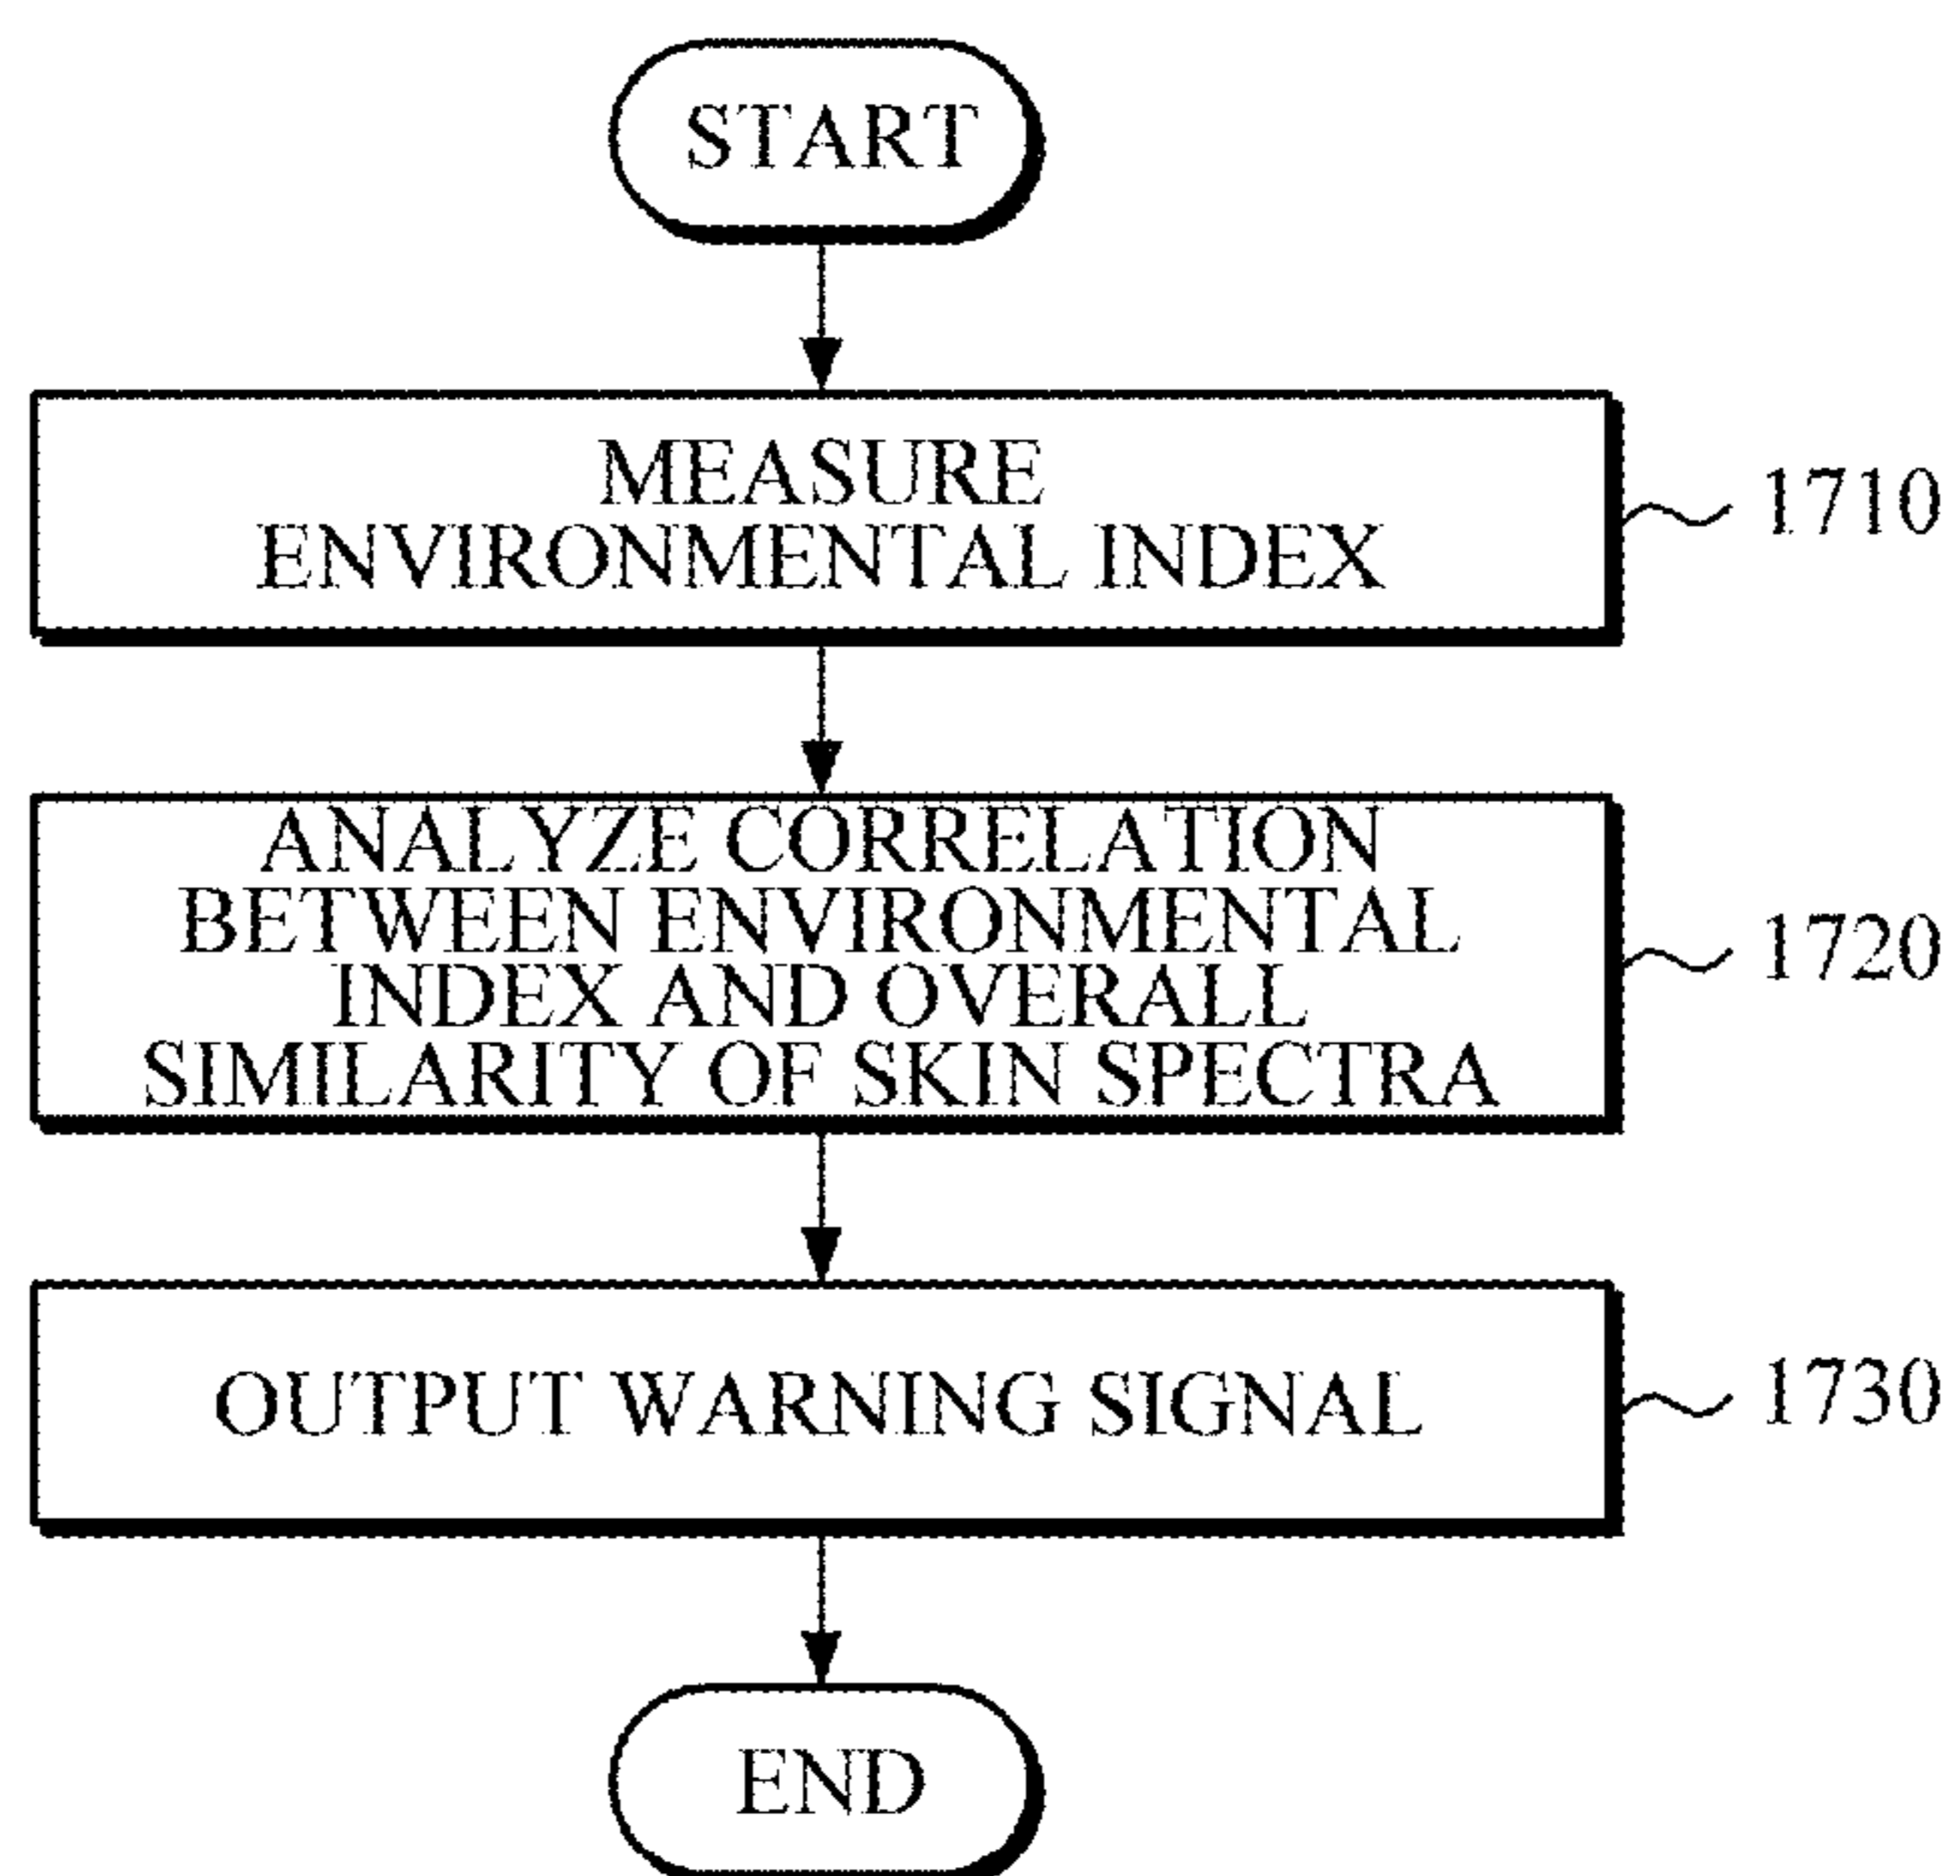 START
MEASURE
ENVIRONMENTAL INDEX
1710
ANALYZE CORRELATION
BETWEEN ENVIRONMENTAL
INDEX AND OVERALL
SIMILARITY OF SKIN SPECTRA
1720
OUTPUT WARNING SIGNAL
1730
END